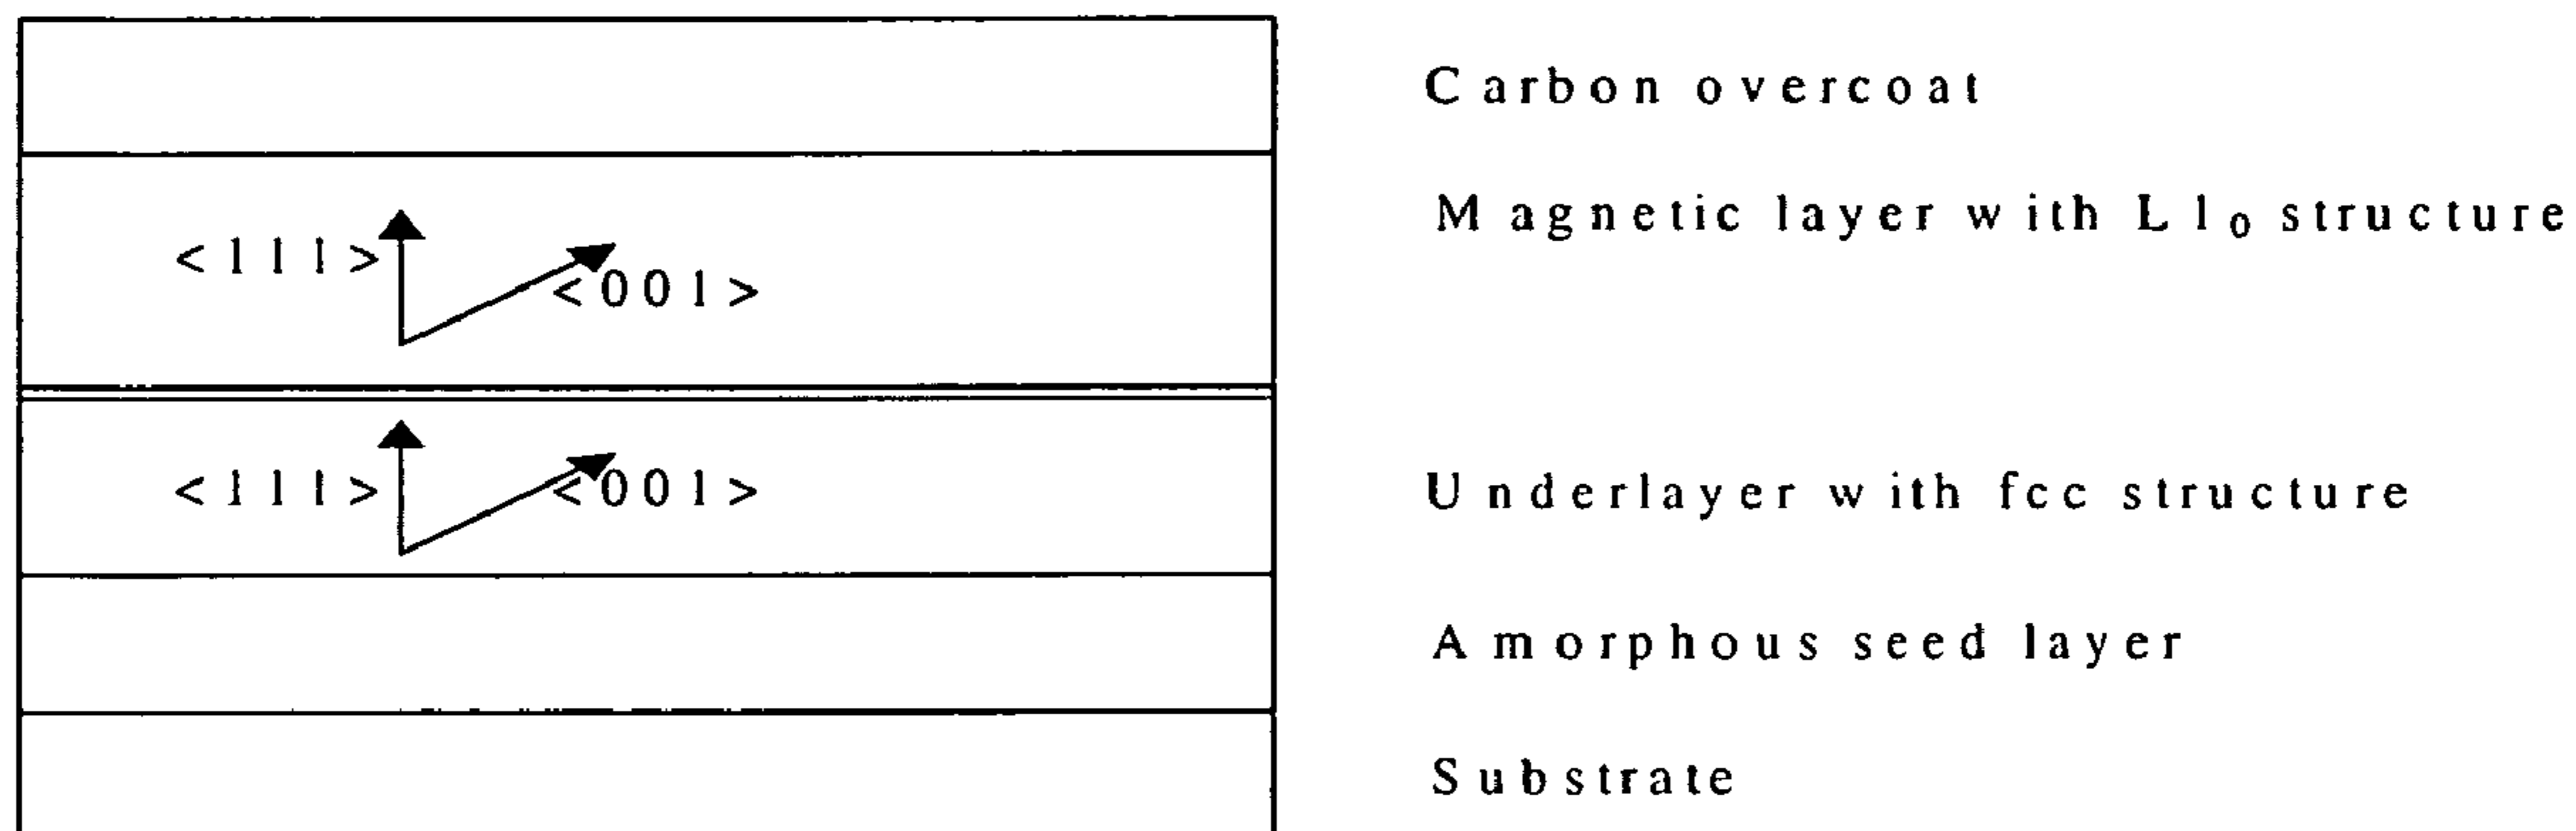 Carbon overcoat
Magnetic layer with L1₀ structure
<111>
<001>
<111>
<001>
Underlayer with fcc structure
Amorphous seed layer
Substrate